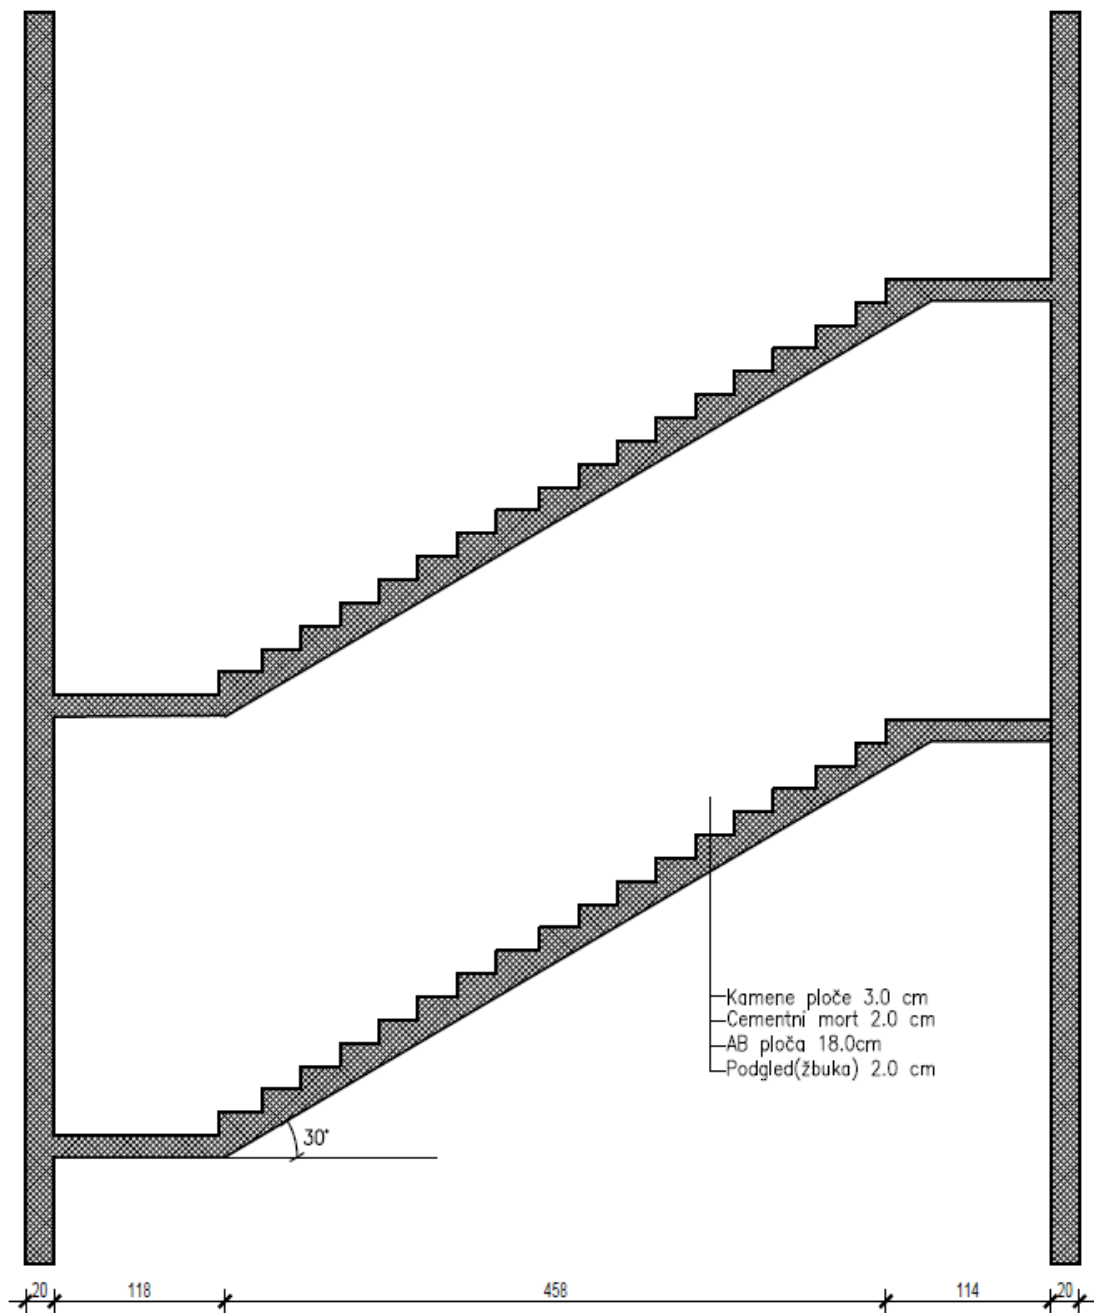 Kamene ploče 3.0 cm
Cementni mort 2.0 cm
AB ploča 18.0cm
Podgled(žbuka) 2.0 cm
30°
20 118 458 114 20